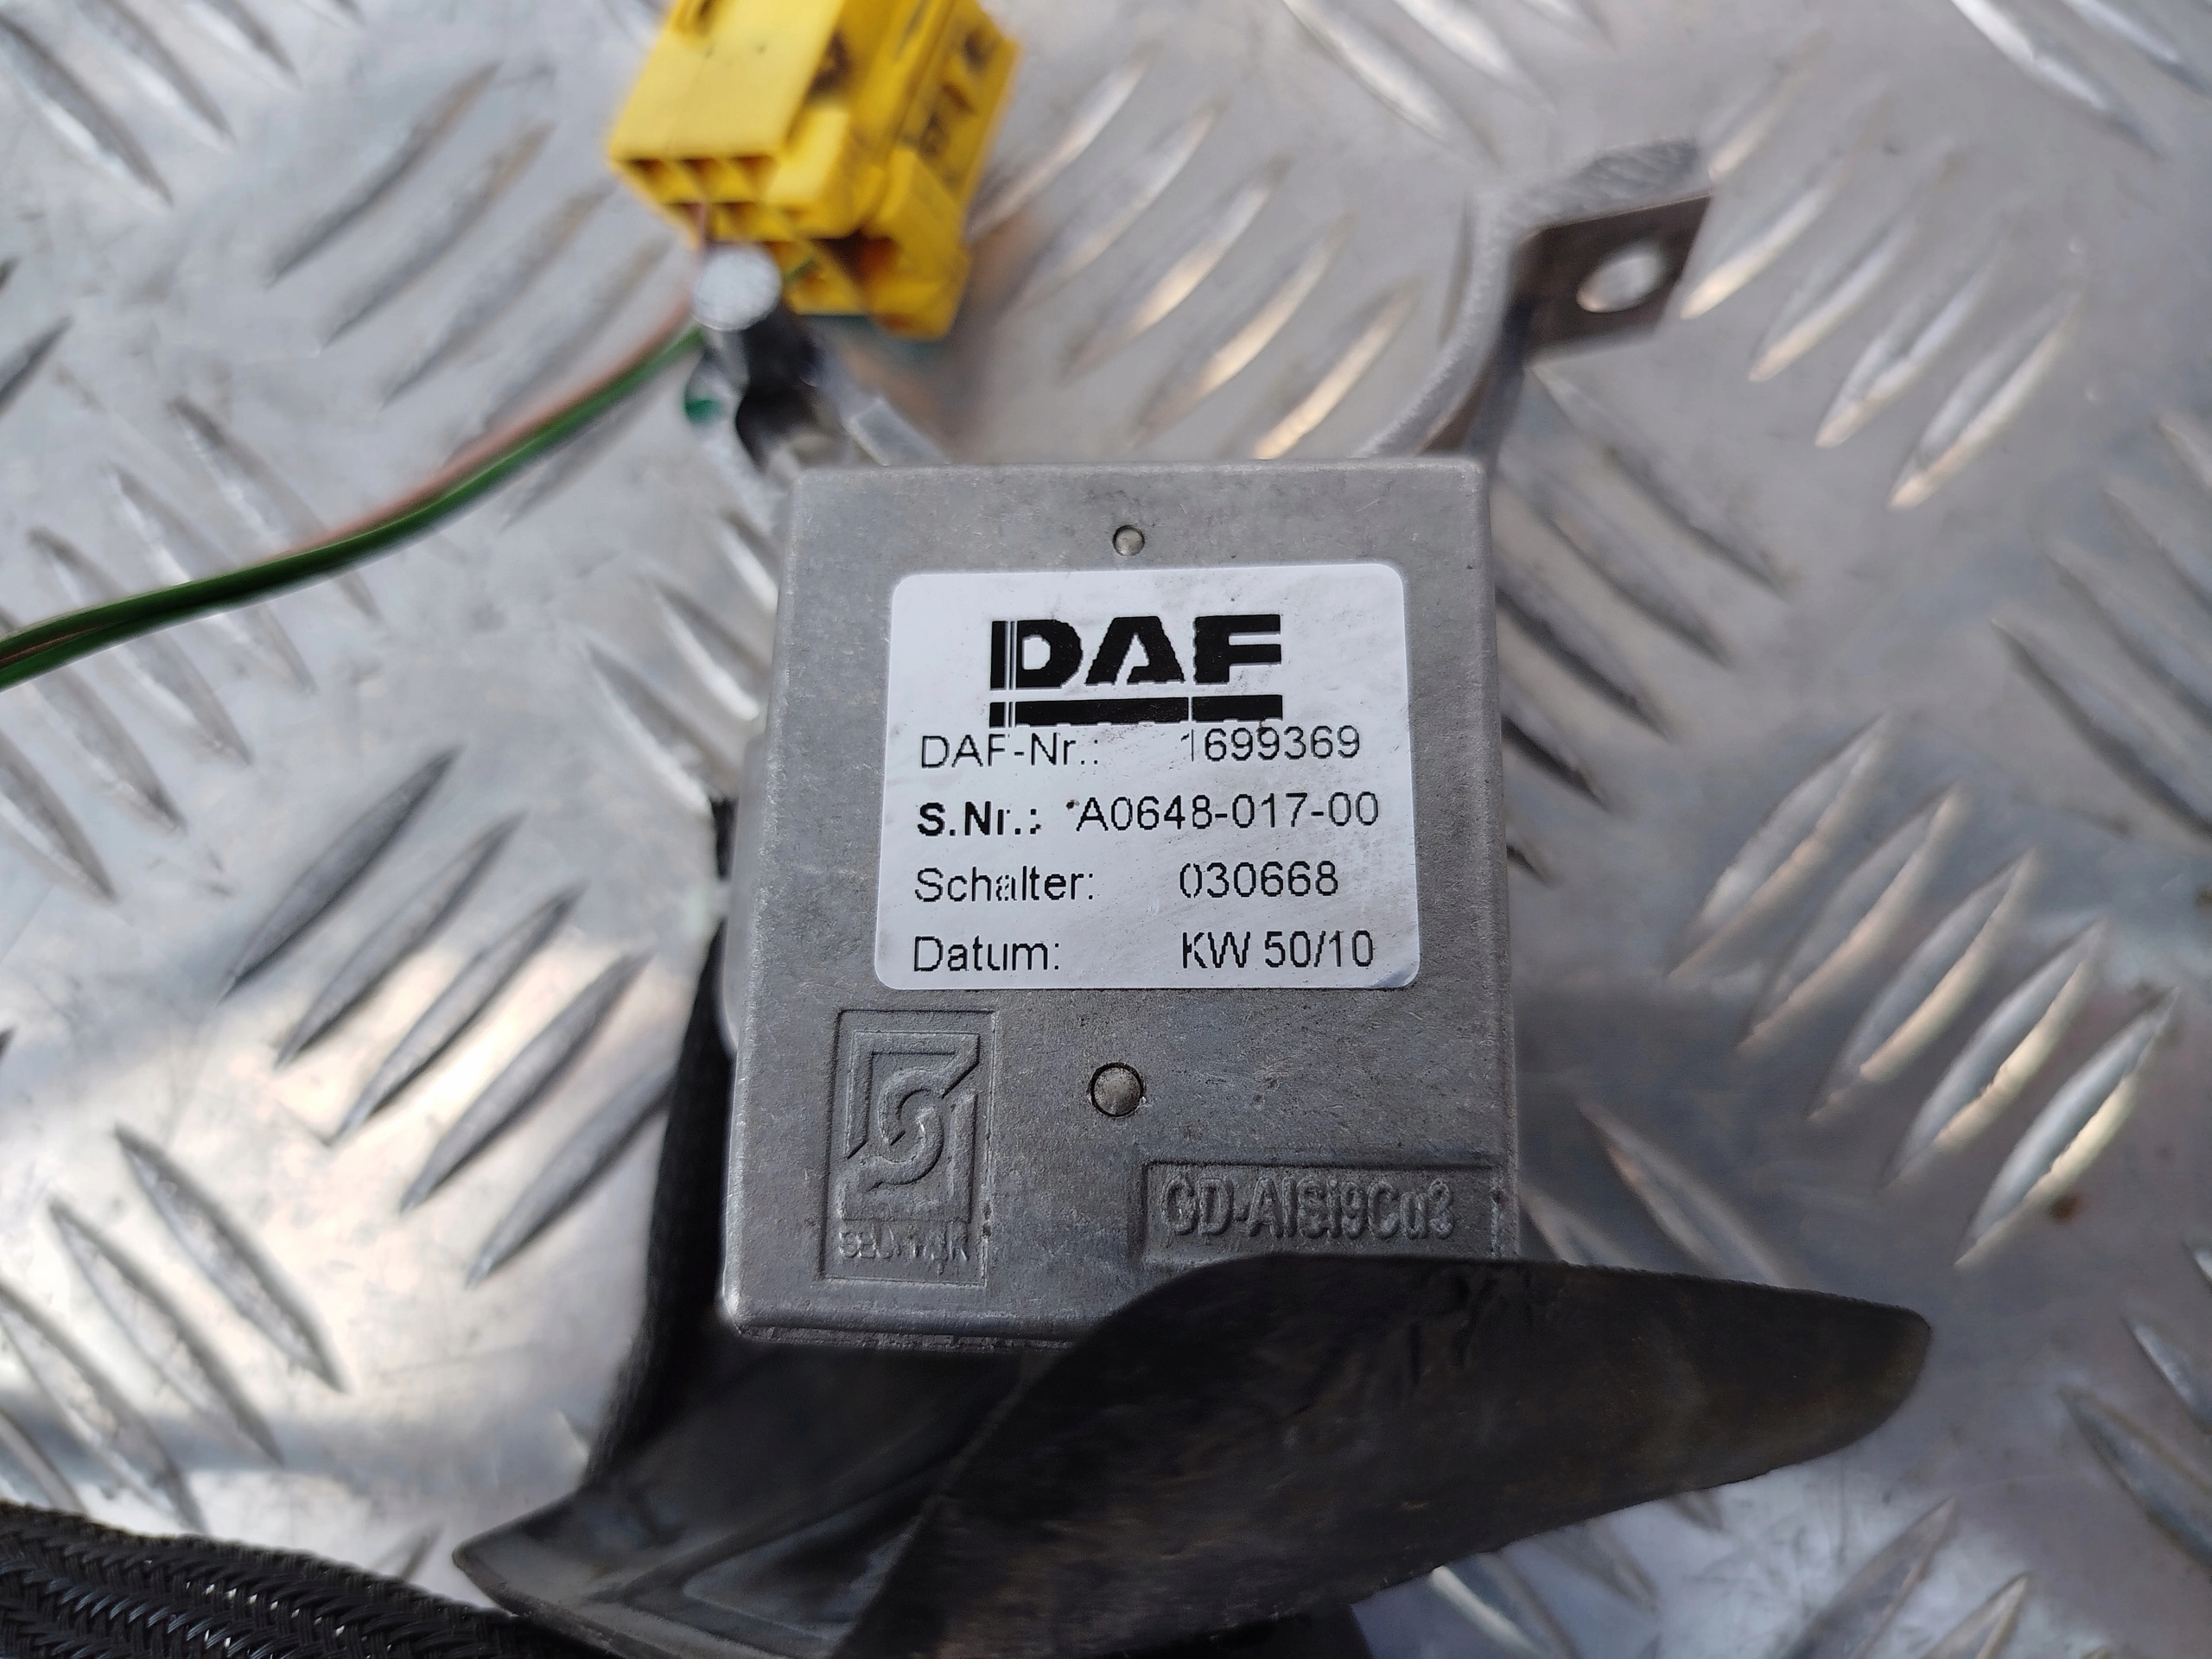 DAF
DAF-Nr.: 1699369
S.Nr.: A0648-017-00
Schalter: 030668
Datum: KW 50/10
GD-AlSi9Cu3